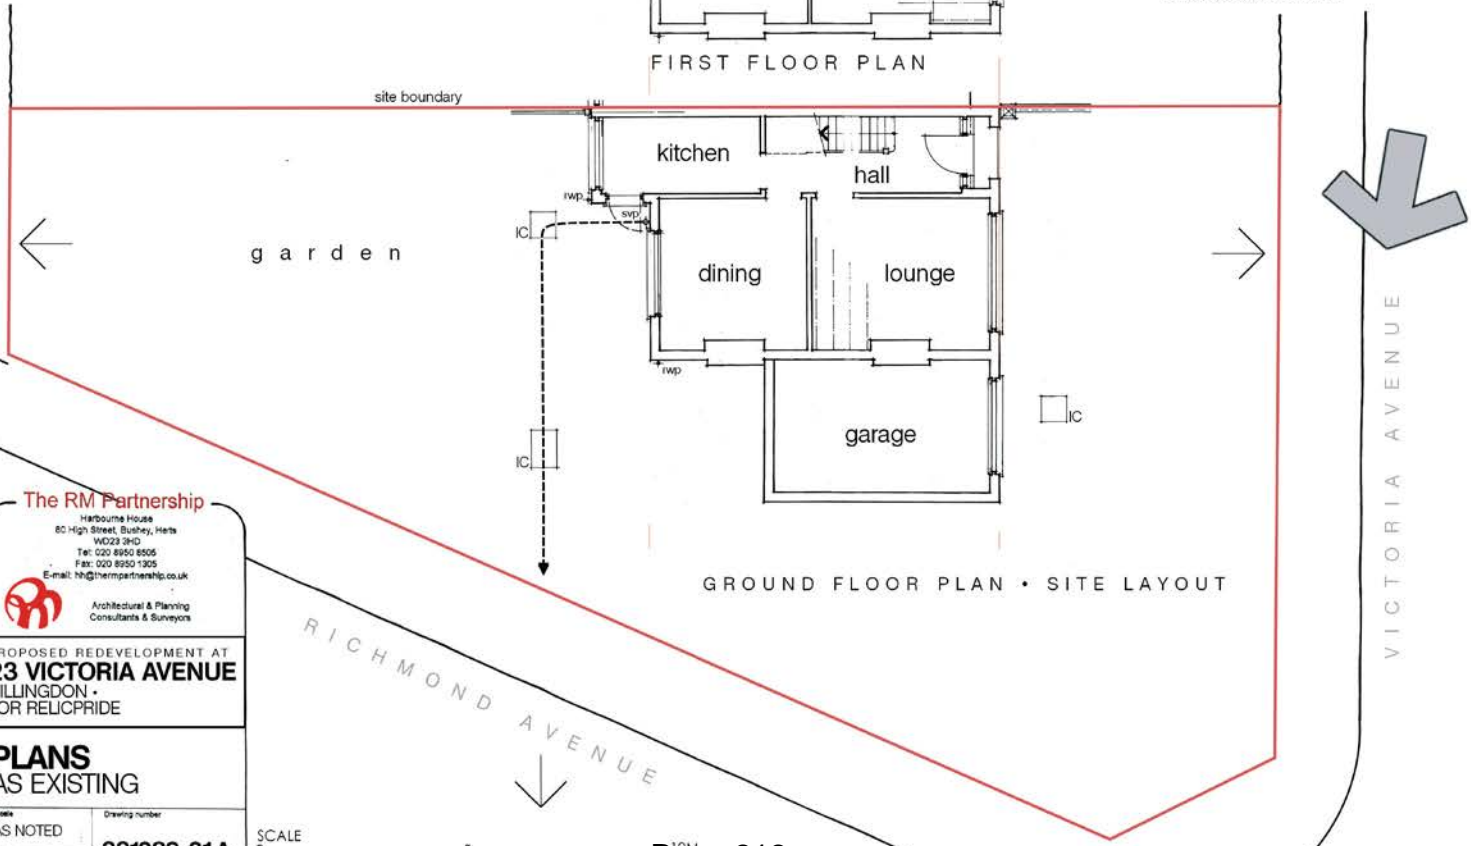 FIRST FLOOR PLAN
site boundary
kitchen
hall
rwp
svp
IC
garden
dining
lounge
rwp
IC
garage
IC
VICTORIA AVENUE
GROUND FLOOR PLAN • SITE LAYOUT
RICHMOND AVENUE
The RM Partnership
Harbourne House
80 High Street, Bushey, Herts
WD23 3HD
Tel: 020 8950 6505
Fax: 020 8950 1305
E-mail: hh@thermpartnership.co.uk
Architectural & Planning
Consultants & Surveyors
ROPOSED REDEVELOPMENT AT
23 VICTORIA AVENUE
ILLINGDON •
OR RELICPRIDE
PLANS
AS EXISTING
AS NOTED
Drawing number
SCALE